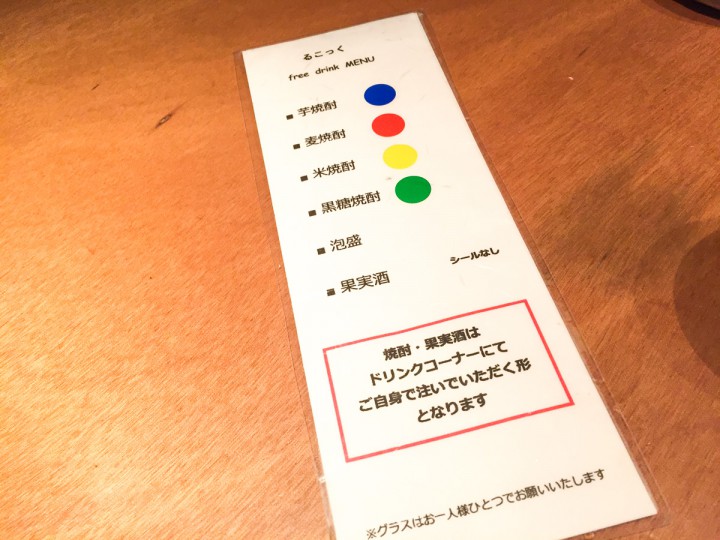 るこっく
free drink MENU
■ 芋焼酎
■ 麦焼酎
■ 米焼酎
■ 黒糖焼酎
■ 泡盛
■ 果実酒 シールなし
焼酎・果実酒は
ドリンクコーナーにて
ご自身で注いでいただく形
となります
※グラスはお一人様ひとつでお願いいたします